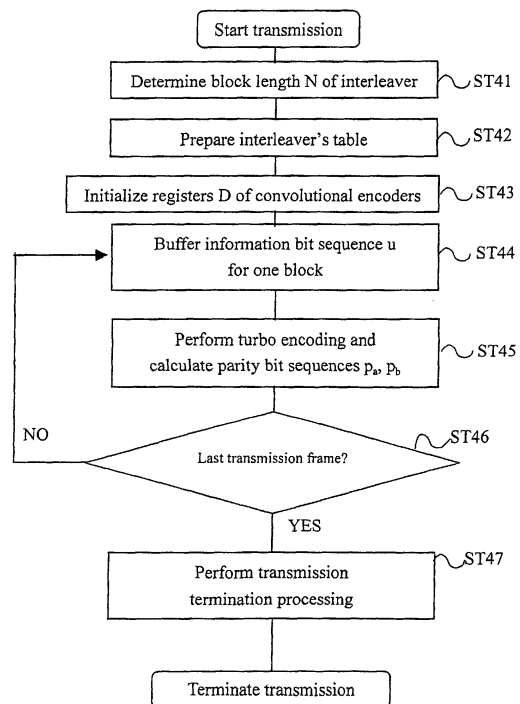 Start transmission
Determine block length N of interleaver
ST41
Prepare interleaver's table
ST42
Initialize registers D of convolutional encoders
ST43
Buffer information bit sequence u
for one block
ST44
Perform turbo encoding and
calculate parity bit sequences pa, pb
ST45
NO
Last transmission frame?
ST46
YES
Perform transmission
termination processing
ST47
Terminate transmission